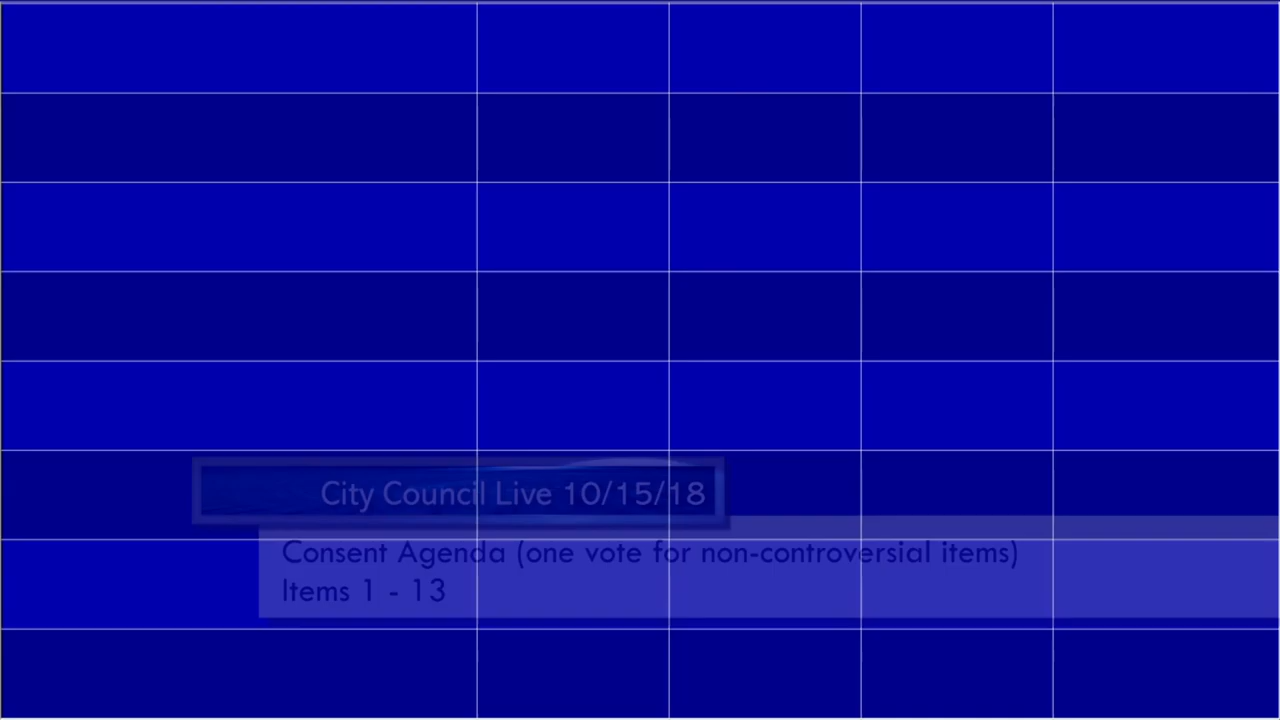 City Council Live 10/15/18
Consent Agenda (one vote for non-controversial items)
Items 1 - 13